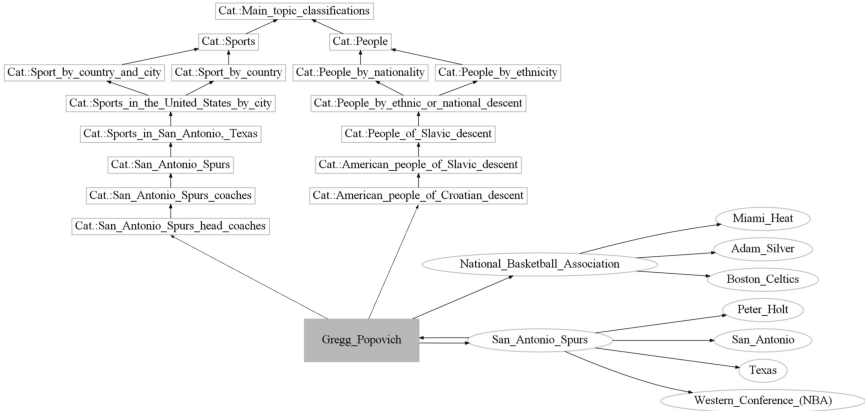 Cat.:Main_topic_classifications
Cat.:Sports
Cat.:People
Cat.:Sport_by_country_and_city
Cat.:Sport_by_country
Cat.:People_by_nationality
Cat.:People_by_ethnicity
Cat.:Sports_in_the_United_States_by_city
Cat.:People_by_ethnic_or_national_descent
Cat.:Sports_in_San_Antonio,_Texas
Cat.:People_of_Slavic_descent
Cat.:San_Antonio_Spurs
Cat.:American_people_of_Slavic_descent
Cat.:San_Antonio_Spurs_coaches
Cat.:American_people_of_Croatian_descent
Cat.:San_Antonio_Spurs_head_coaches
Miami_Heat
Adam_Silver
National_Basketball_Association
Boston_Celtics
Peter_Holt
Gregg_Popovich
San_Antonio_Spurs
San_Antonio
Texas
Western_Conference_(NBA)